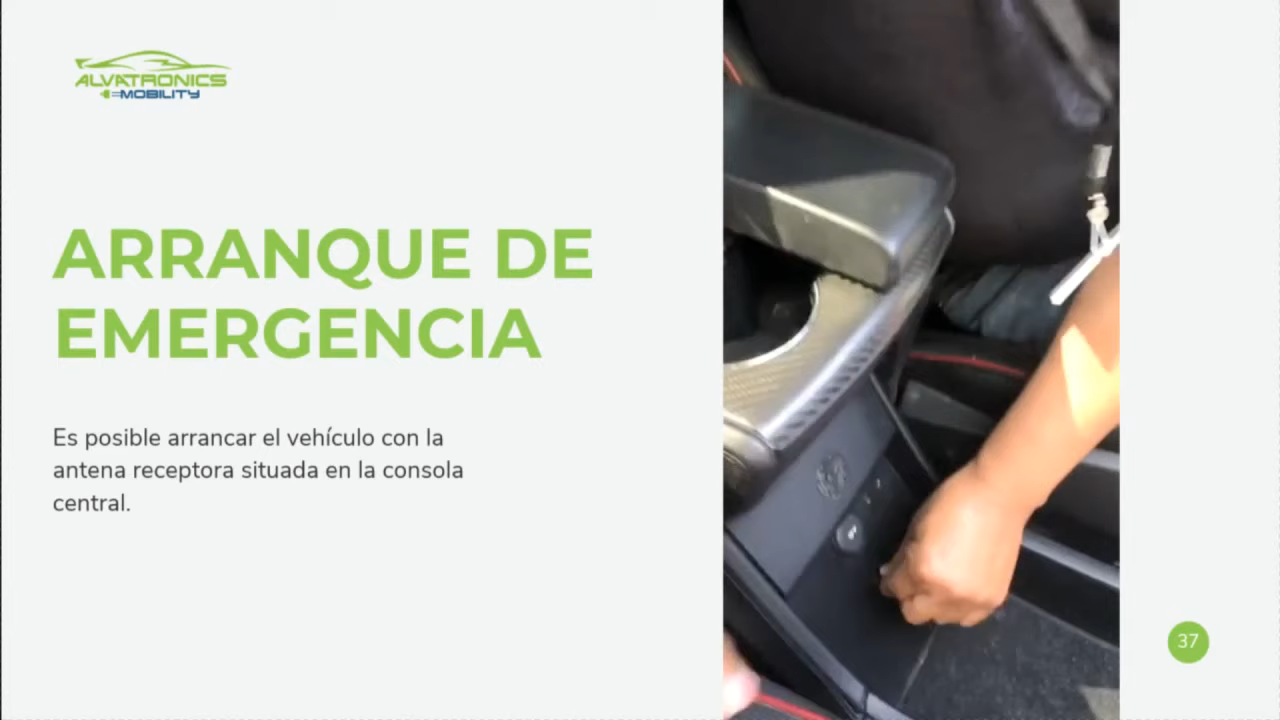 ALVATRONICS
MOBILITY
ARRANQUE DE
EMERGENCIA
Es posible arrancar el vehículo con la
antena receptora situada en la consola
central.
37